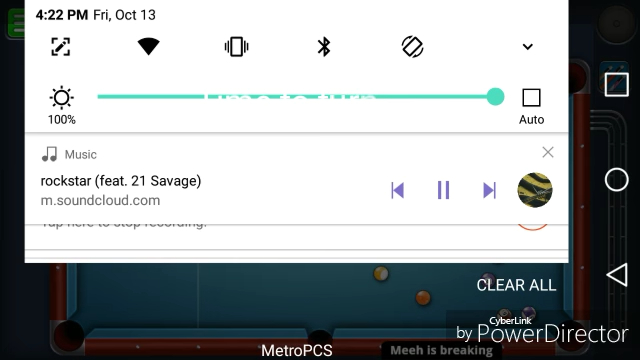 4:22 PM Fri, Oct 13
100%
Auto
Music
rockstar (feat. 21 Savage)
m.soundcloud.com
Tap here to stop recording.
CLEAR ALL
CyberLink
by PowerDirector
MetroPCS
Meeh is breaking